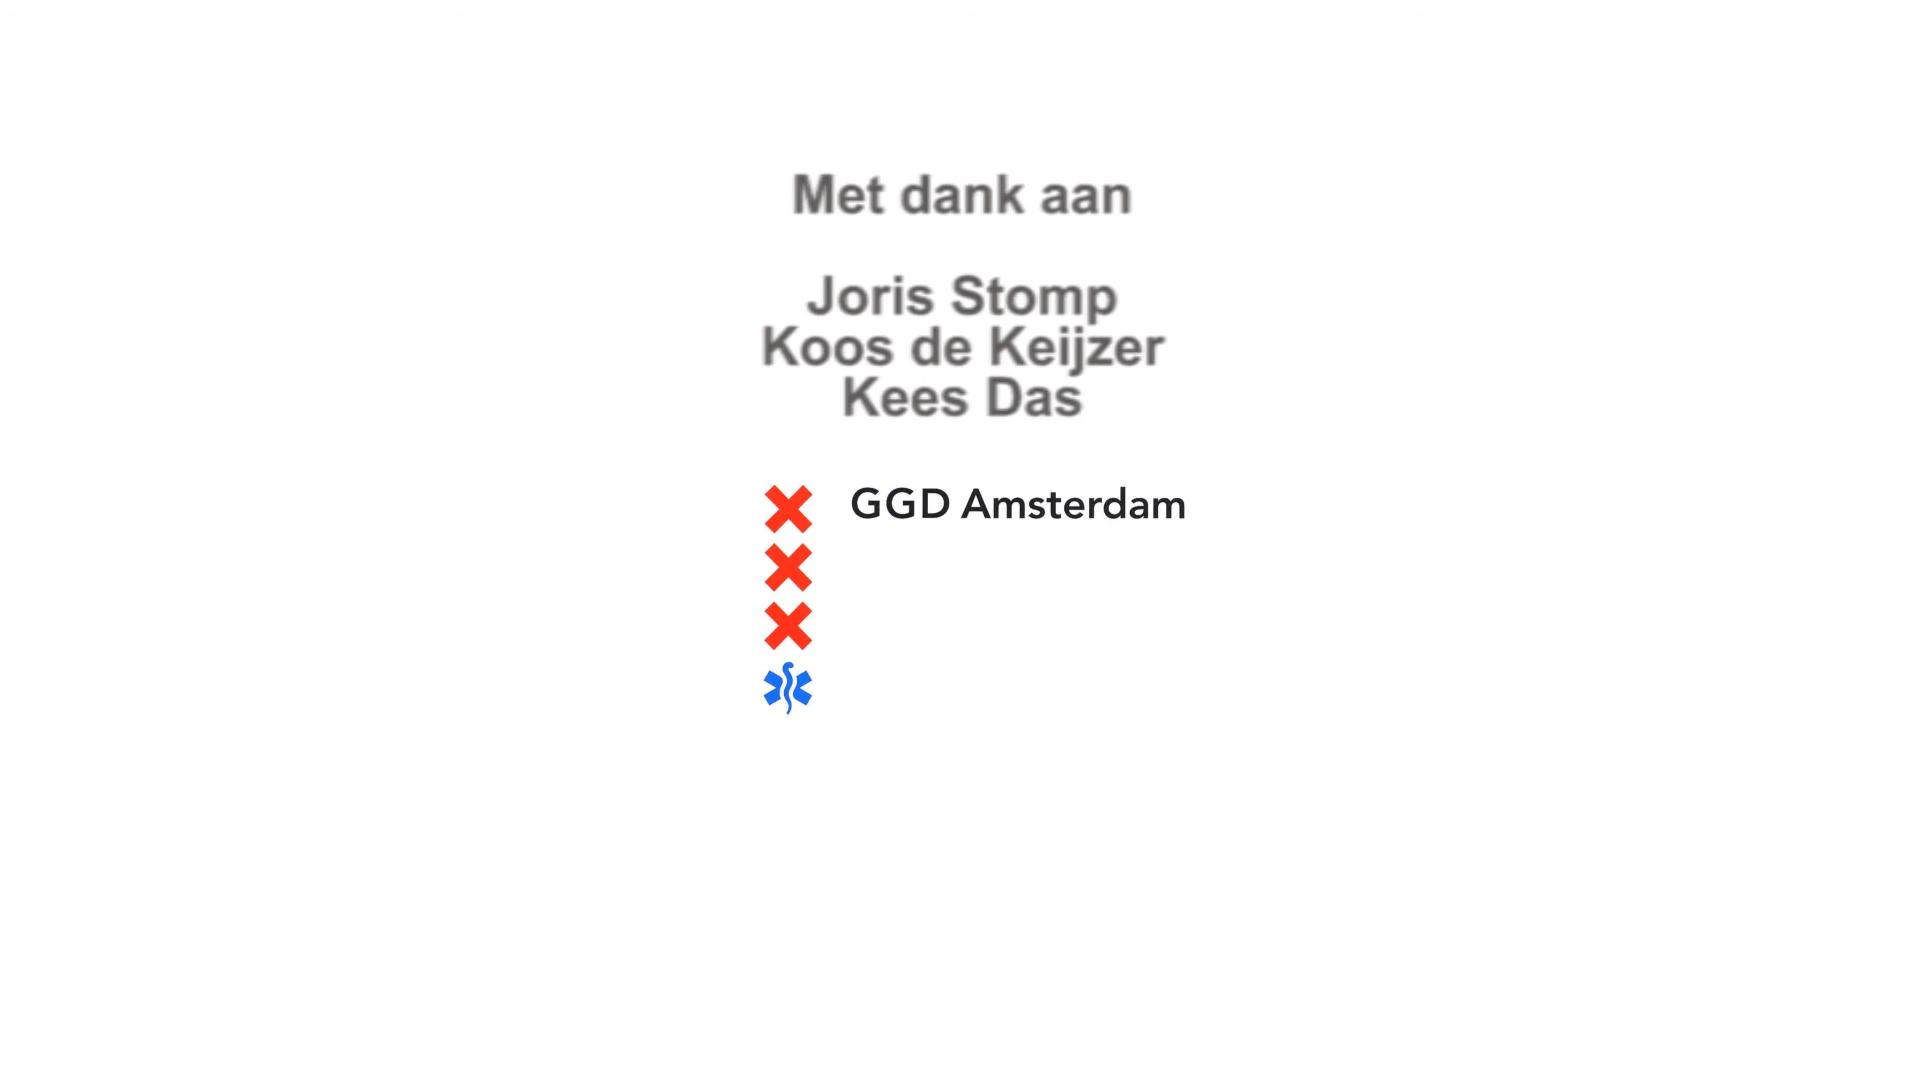 Met dank aan
Joris Stomp
Koos de Keijzer
Kees Das
GGD Amsterdam